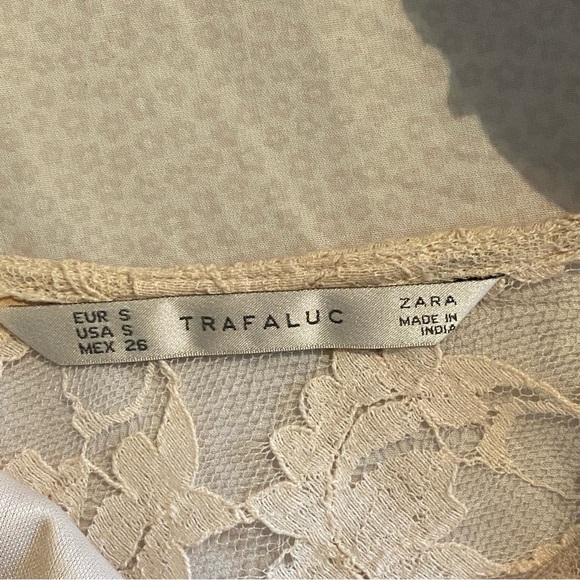 EUR S
USA S
MEX 26
TRAFALUC
ZARA
MADE IN
INDIA